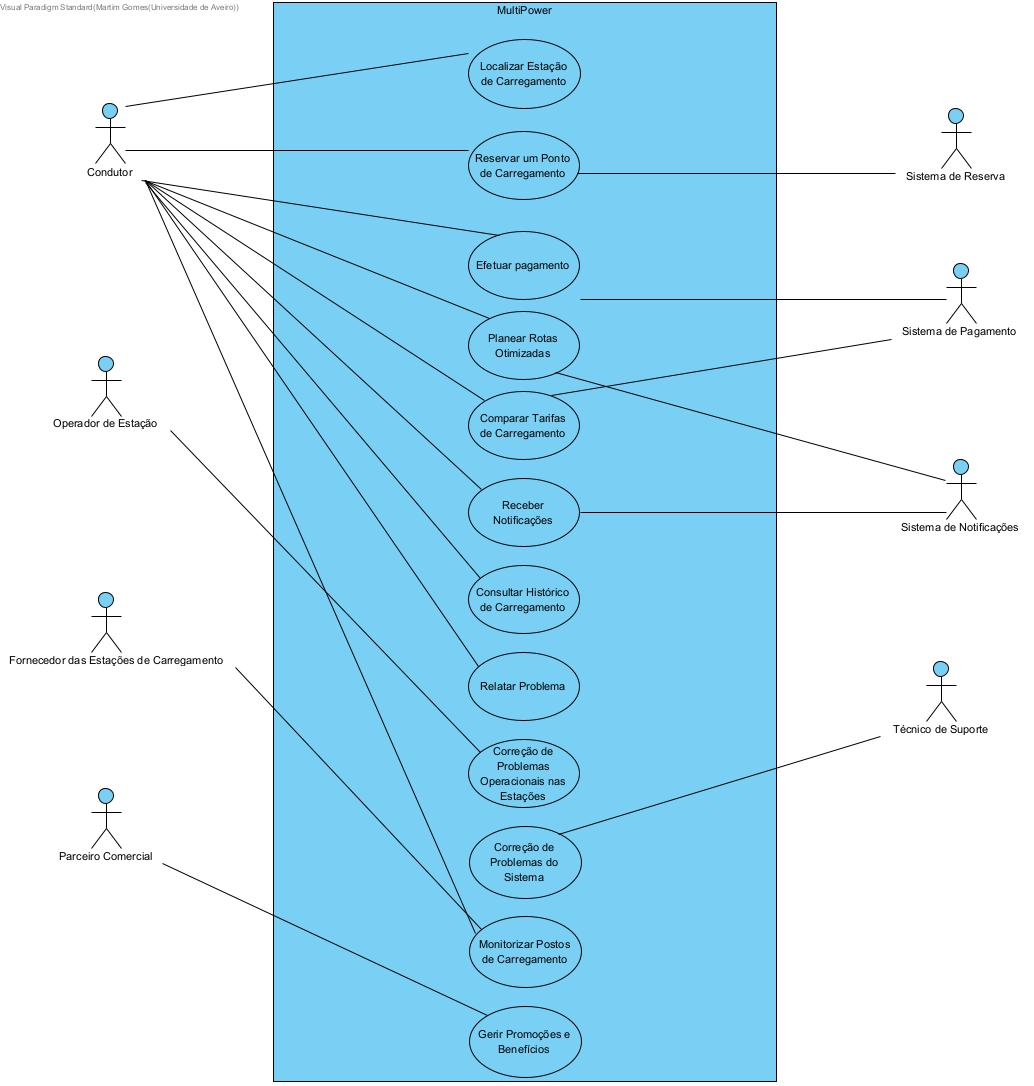 Visual Paradigm Standard(Martim Gomes(Universidade de Aveiro))
MultiPower
Localizar Estação
de Carregamento
Condutor
Reservar um Ponto
de Carregamento
Sistema de Reserva
Efetuar pagamento
Sistema de Pagamento
Planear Rotas
Otimizadas
Operador de Estação
Comparar Tarifas
de Carregamento
Receber
Notificações
Sistema de Notificações
Consultar Histórico
de Carregamento
Fornecedor das Estações de Carregamento
Relatar Problema
Técnico de Suporte
Correção de
Problemas
Operacionais nas
Estações
Parceiro Comercial
Correção de
Problemas do
Sistema
Monitorizar Postos
de Carregamento
Gerir Promoções e
Benefícios